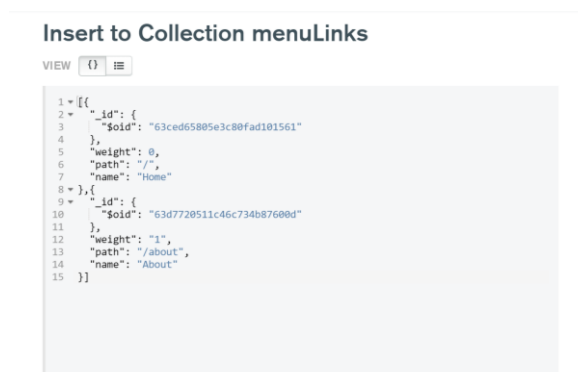 Insert to Collection menuLinks
VIEW {}
1 [{
2 "_id": {
3 "$oid": "63ced65805e3c80fad101561"
4 },
5 "weight": 0,
6 "path": "/",
7 "name": "Home"
8 },{
9 "_id": {
10 "$oid": "63d7720511c46c734b87600d"
11 },
12 "weight": "1",
13 "path": "/about",
14 "name": "About"
15 }]